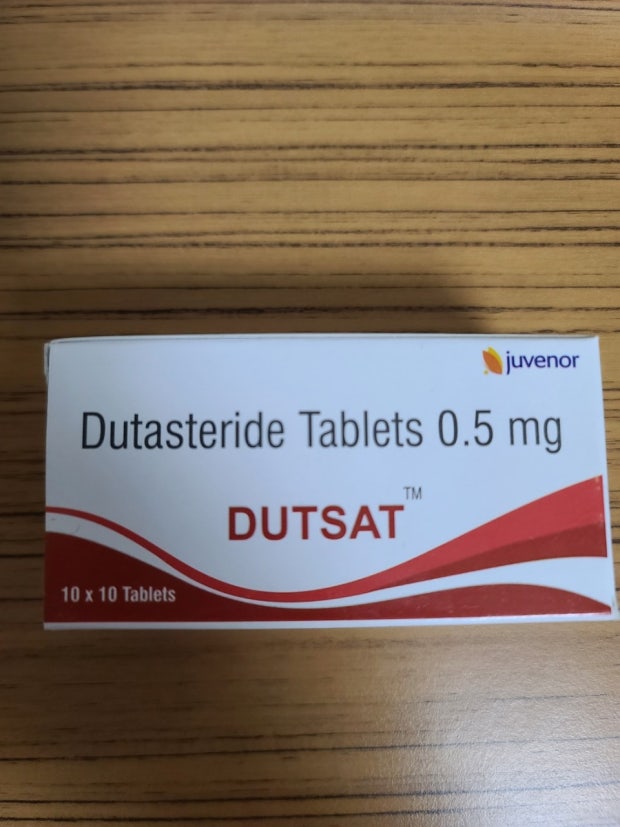 juvenor
Dutasteride Tablets 0.5 mg
DUTSAT™
10 x 10 Tablets